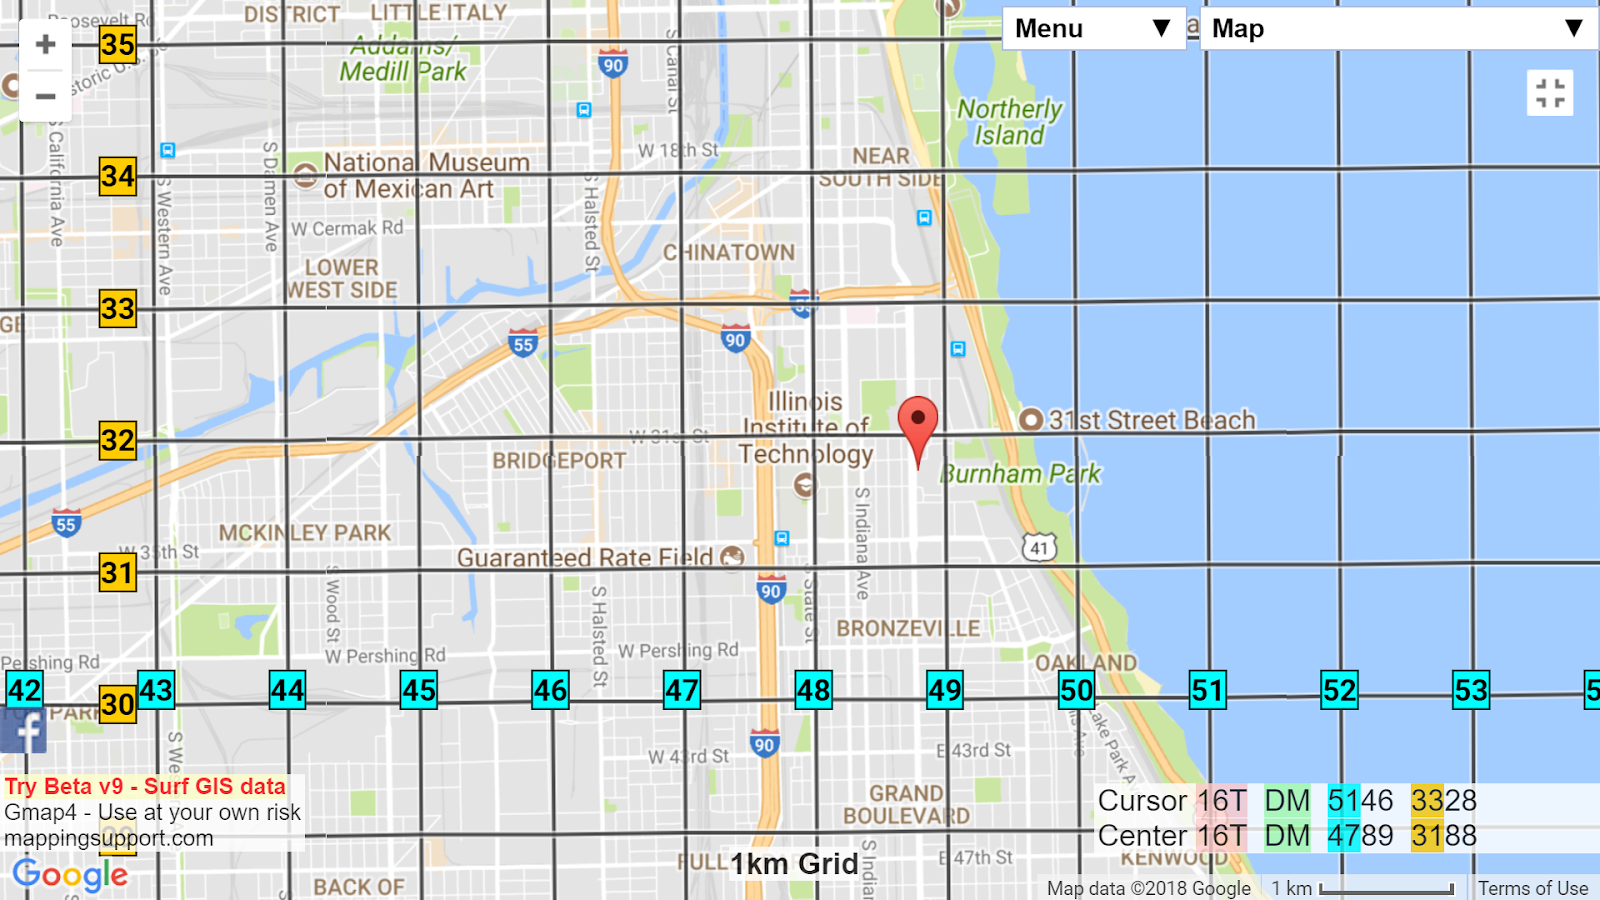 Roosevelt Rd
DISTRICT
LITTLE ITALY
Menu ▼
Map ▼
35
Addams/
Medill Park
90
S Canal St
Northerly
Island
storic U.S.
S California Ave
34
S Western Ave
S Damen Ave
National Museum
of Mexican Art
W 18th St
NEAR
SOUTH SIDE
W Cermak Rd
S Halsted St
CHINATOWN
LOWER
WEST SIDE
33
GE
55
90
55
Illinois
Institute of
Technology
31st Street Beach
32
W 31st St
BRIDGEPORT
Burnham Park
55
MCKINLEY PARK
S Indiana Ave
W 35th St
Guaranteed Rate Field
41
31
90
S Wood St
S Halsted St
S State St
BRONZEVILLE
Pershing Rd
W Pershing Rd
W Pershing Rd
OAKLAND
42
43
44
45
46
47
48
49
50
51
52
53
5
30
PARK
S We
90
W 43rd St
E 43rd St
Lake Park A
Try Beta v9 - Surf GIS data
Gmap4 - Use at your own risk
mappingsupport.com
29
GRAND
BOULEVARD
Cursor 16T DM 5146 3328
Center 16T DM 4789 3188
FULL
1km Grid
S Indiana
E 47th St
KENWOOD
Google
BACK OF
Map data ©2018 Google
1 km
Terms of Use